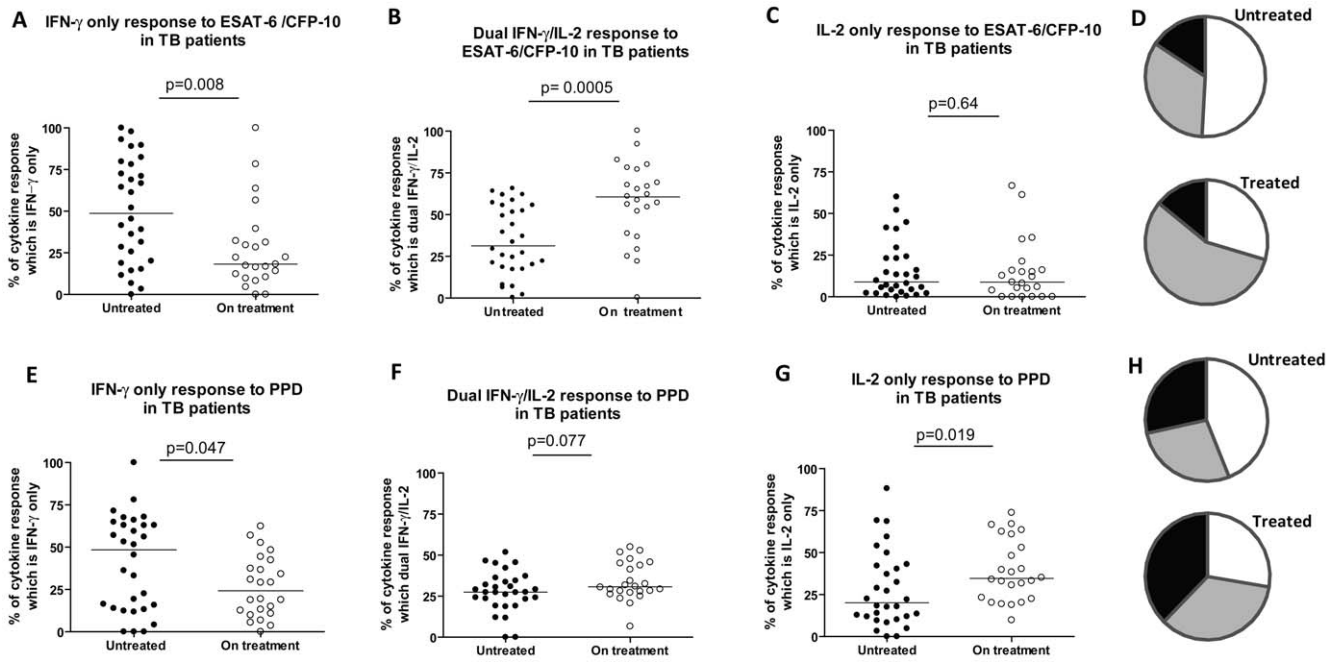 A
IFN-γ only response to ESAT-6 /CFP-10
in TB patients
p=0.008
% of cytokine response
which is IFN–γ only
100
75
50
25
0
Untreated
On treatment
B
Dual IFN-γ/IL-2 response to
ESAT-6/CFP-10 in TB patients
p= 0.0005
% of cytokine response
which is dual IFN-γ/ IL-2
100
75
50
25
0
Untreated
On treatment
C
IL-2 only response to ESAT-6/CFP-10
in TB patients
p=0.64
% of cytokine response
which is IL-2 only
100
75
50
25
0
Untreated
On treatment
D
Untreated
Treated
E
IFN-γ only response to PPD
in TB patients
p=0.047
% of cytokine response
which is IFN-γ only
100
75
50
25
0
Untreated
On treatment
F
Dual IFN-γ/IL-2 response to PPD
in TB patients
p=0.077
% of cytokine response
which dual IFN-γ/IL-2
100
75
50
25
0
Untreated
On treatment
G
IL-2 only response to PPD
in TB patients
p=0.019
% of cytokine response
which is IL-2 only
100
75
50
25
0
Untreated
On treatment
H
Untreated
Treated